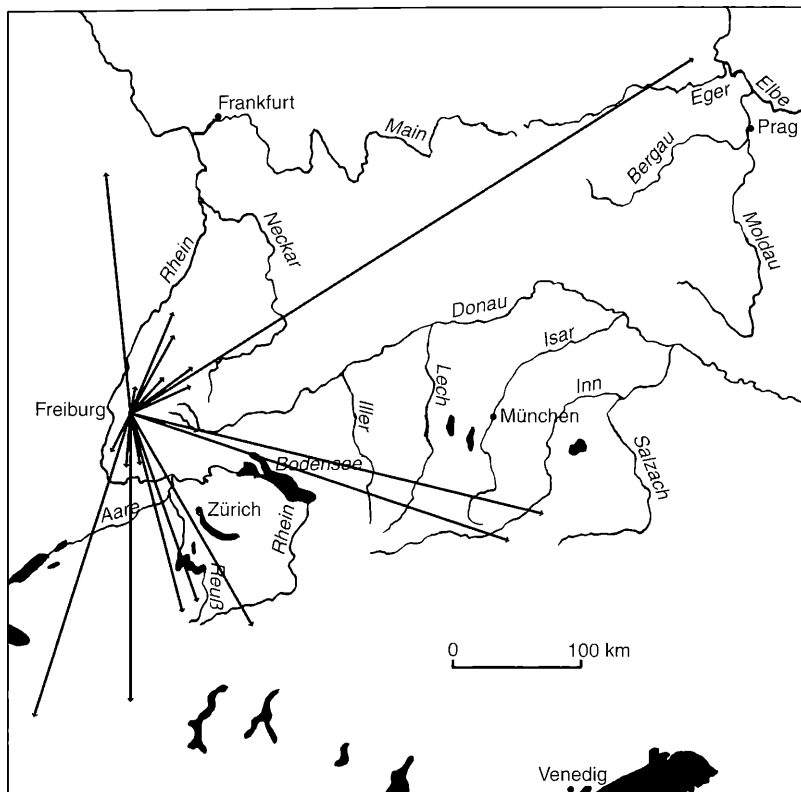 Frankfurt
Main
Eger
Elbe
Prag
Bergau
Moldau
Neckar
Rhein
Donau
Isar
Inn
Lech
Iller
München
Salzach
Freiburg
Bodensee
Aare
Zürich
Rhein
Reuß
0 100 km
Venedig